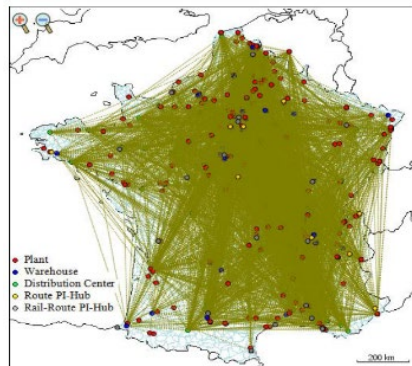 Plant
Warehouse
Distribution Center
Route PI-Hub
Rail-Route PI-Hub
200 km